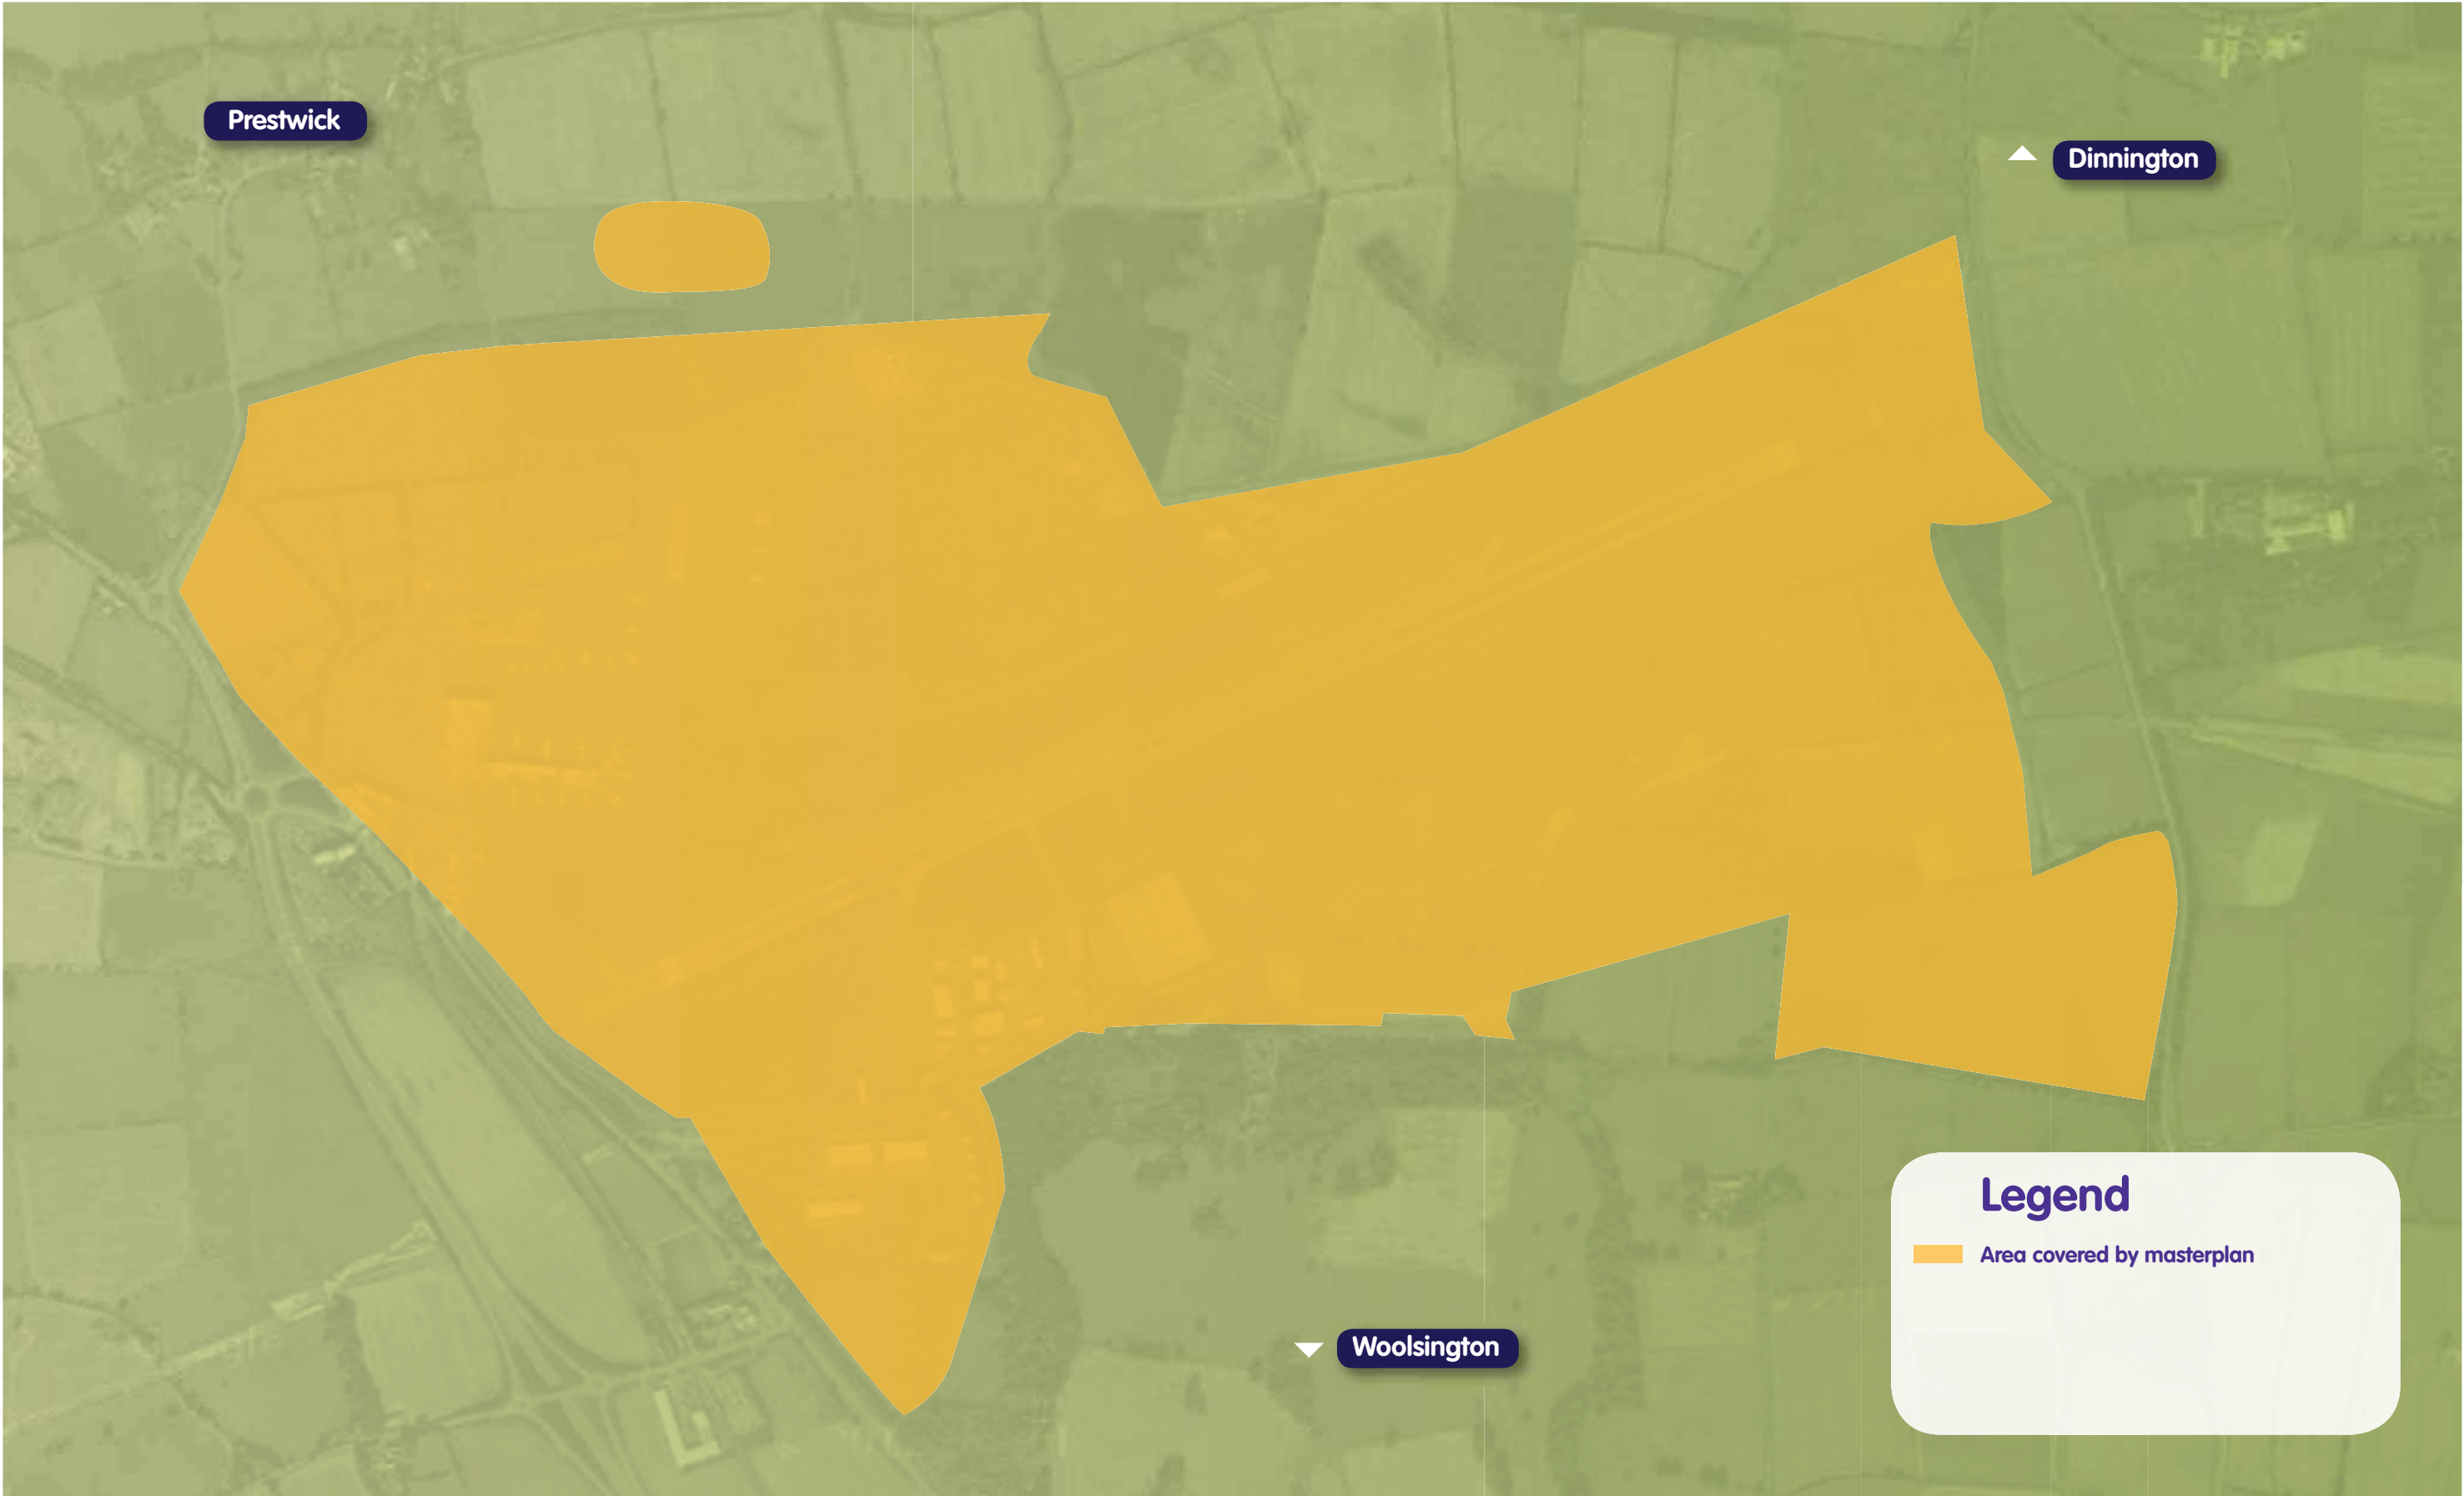 Prestwick
Dinnington
Woolsington
Legend
Area covered by masterplan